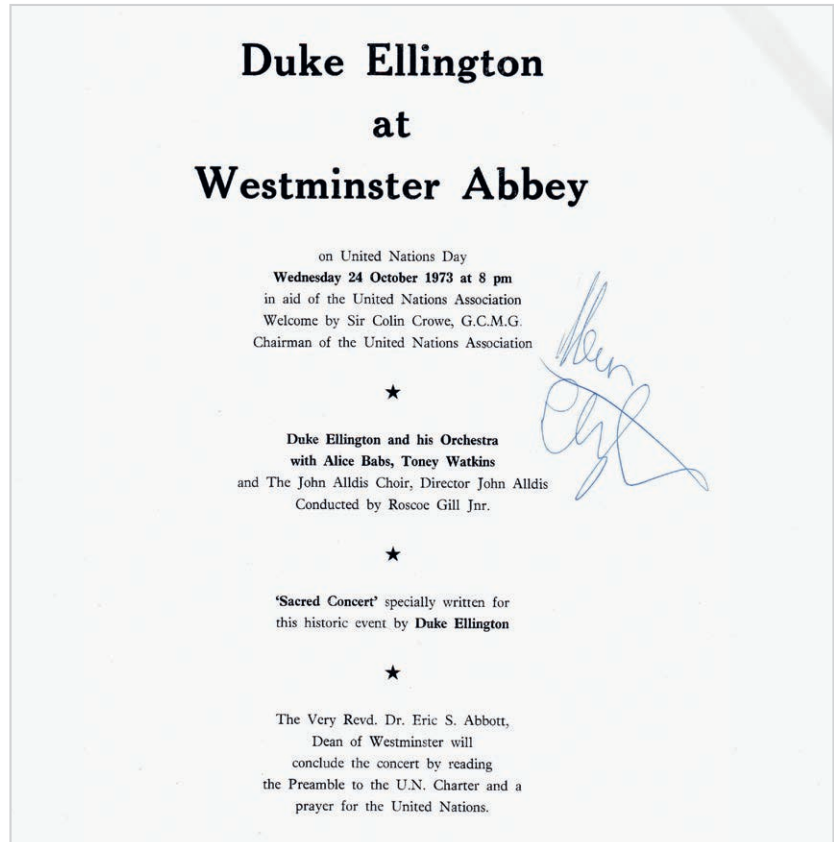 Duke Ellington
at
Westminster Abbey
on United Nations Day
Wednesday 24 October 1973 at 8 pm
in aid of the United Nations Association
Welcome by Sir Colin Crowe, G.C.M.G.
Chairman of the United Nations Association
★
Duke Ellington and his Orchestra
with Alice Babs, Toney Watkins
and The John Alldis Choir, Director John Alldis
Conducted by Roscoe Gill Jnr.
★
‘Sacred Concert’ specially written for
this historic event by Duke Ellington
★
The Very Revd. Dr. Eric S. Abbott,
Dean of Westminster will
conclude the concert by reading
the Preamble to the U.N. Charter and a
prayer for the United Nations.